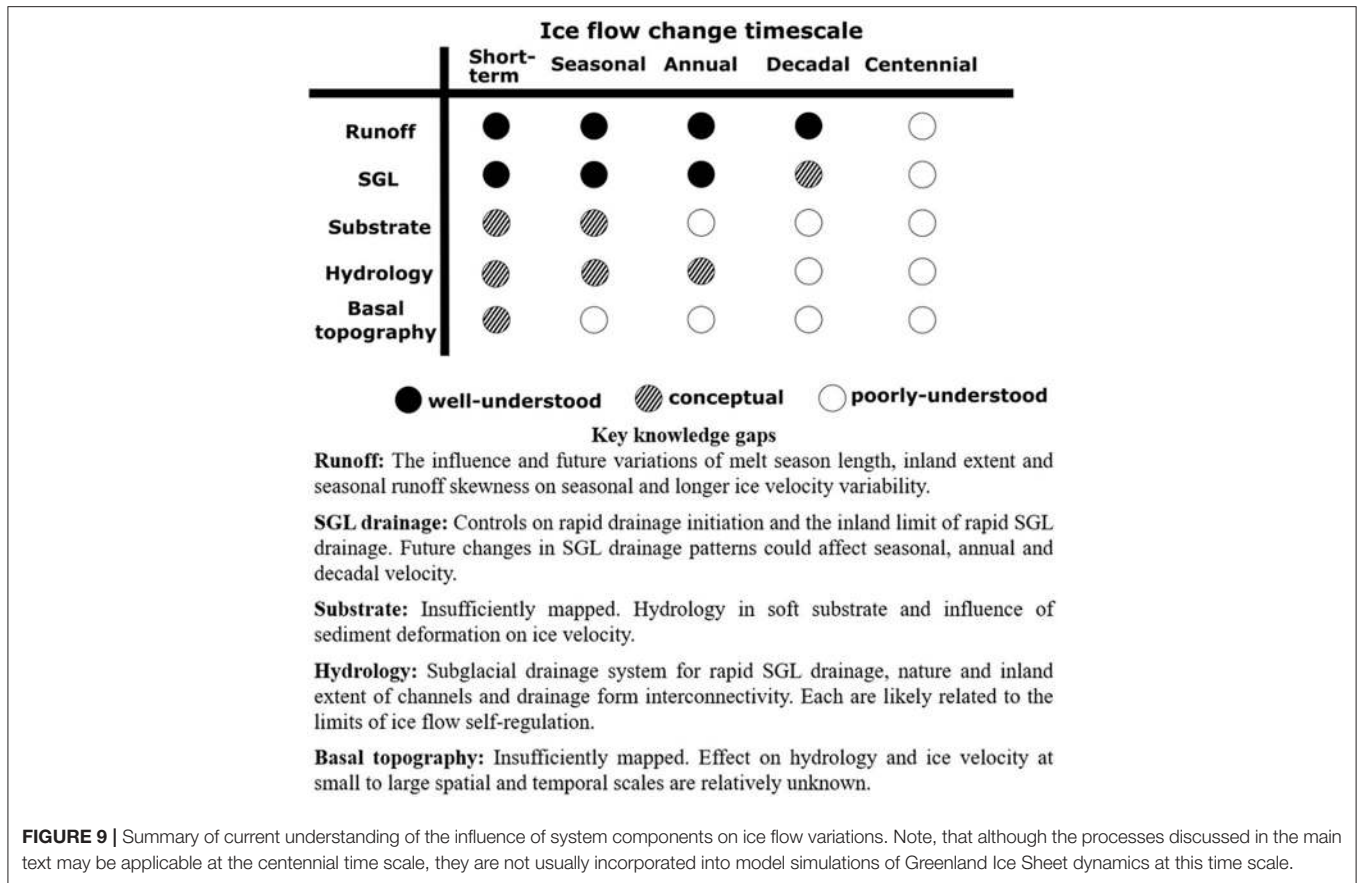 Ice flow change timescale
Short-
term
Seasonal
Annual
Decadal
Centennial
Runoff
SGL
Substrate
Hydrology
Basal
topography
well-understood
conceptual
poorly-understood
Key knowledge gaps
Runoff: The influence and future variations of melt season length, inland extent and
seasonal runoff skewness on seasonal and longer ice velocity variability.
SGL drainage: Controls on rapid drainage initiation and the inland limit of rapid SGL
drainage. Future changes in SGL drainage patterns could affect seasonal, annual and
decadal velocity.
Substrate: Insufficiently mapped. Hydrology in soft substrate and influence of
sediment deformation on ice velocity.
Hydrology: Subglacial drainage system for rapid SGL drainage, nature and inland
extent of channels and drainage form interconnectivity. Each are likely related to the
limits of ice flow self-regulation.
Basal topography: Insufficiently mapped. Effect on hydrology and ice velocity at
small to large spatial and temporal scales are relatively unknown.
FIGURE 9 | Summary of current understanding of the influence of system components on ice flow variations. Note, that although the processes discussed in the main
text may be applicable at the centennial time scale, they are not usually incorporated into model simulations of Greenland Ice Sheet dynamics at this time scale.